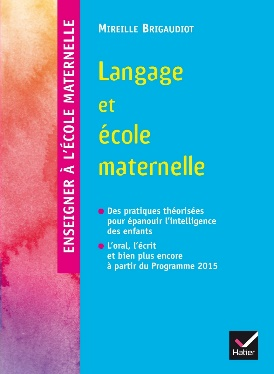 MIREILLE BRIGAUDIOT
ENSEIGNER À L'ÉCOLE MATERNELLE
Langage
et
école
maternelle
• Des pratiques théorisées
pour épanouir l'intelligence
des enfants
• L'oral, l'écrit
et bien plus encore
à partir du Programme 2015
Hatier